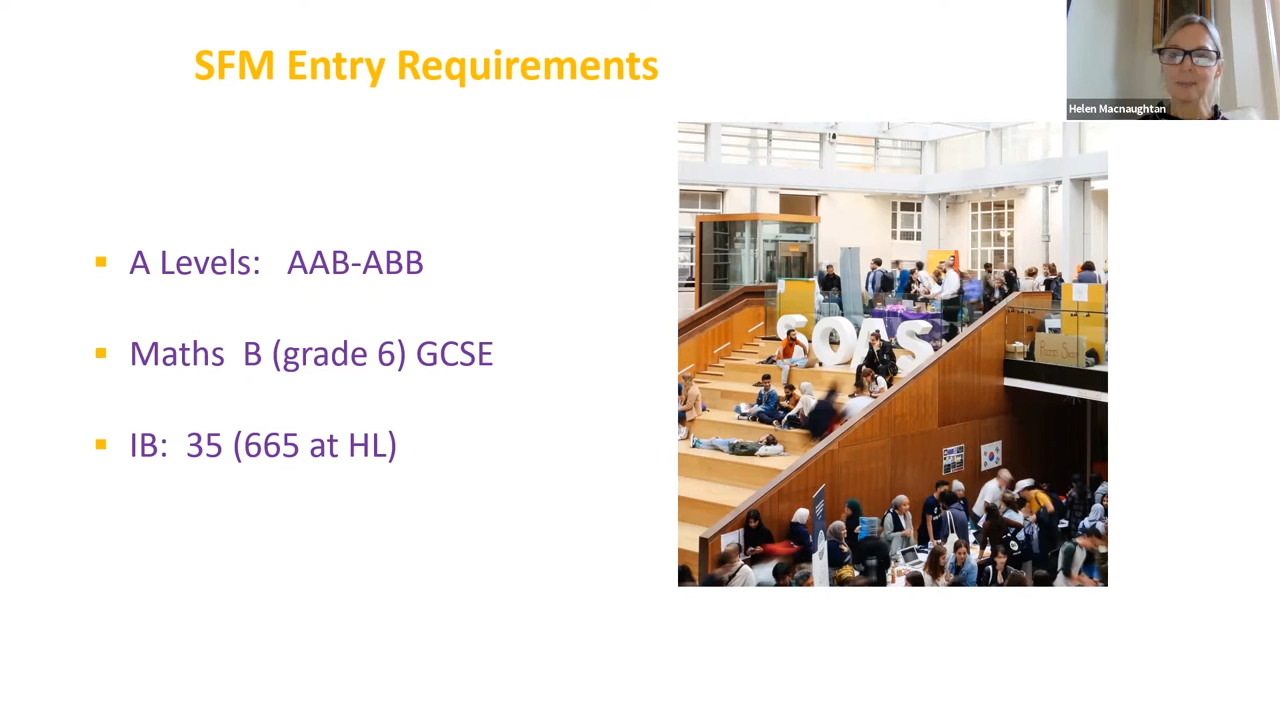 SFM Entry Requirements
Helen Macnaughtan
A Levels: AAB-ABB
Maths B (grade 6) GCSE
IB: 35 (665 at HL)
SOAS